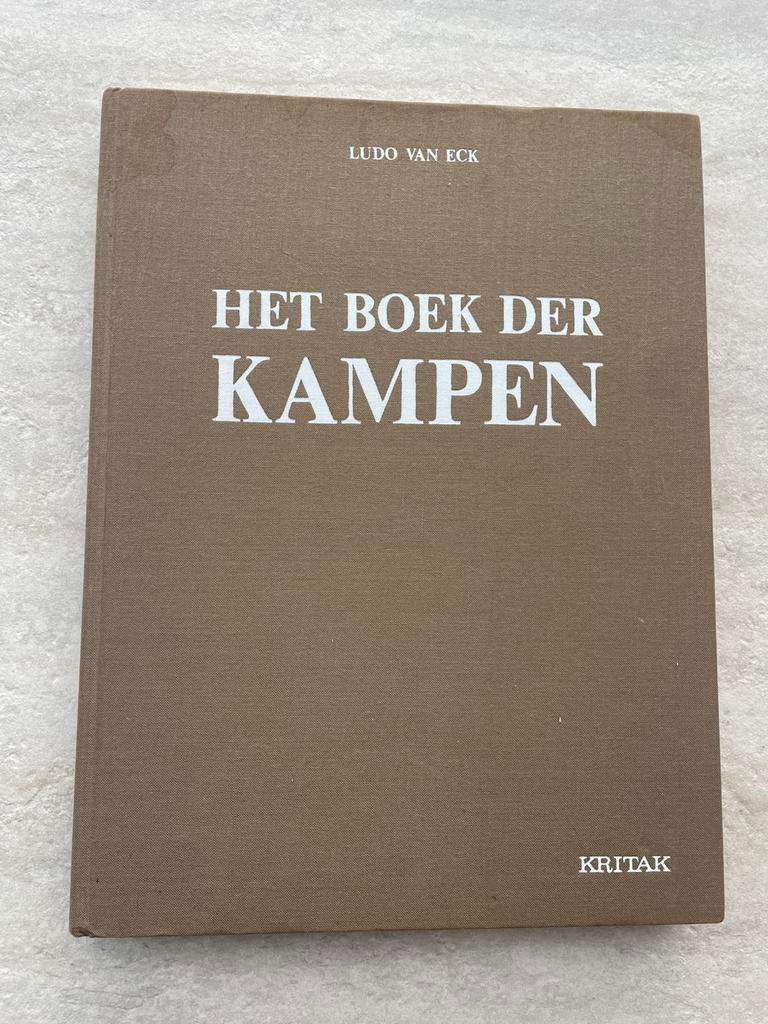 LUDO VAN ECK
HET BOEK DER
KAMPEN
KRITAK